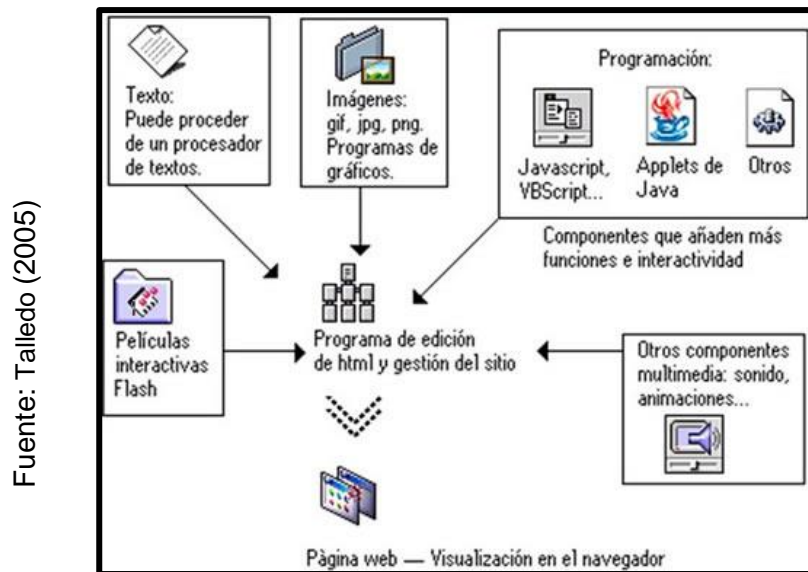 Fuente: Talledo (2005)
Texto:
Puede proceder
de un procesador
de textos.
Imágenes:
gif, jpg, png.
Programas de
gráficos.
Programación:
Javascript,
VBScript...
Applets de
Java
Otros
Componentes que añaden más
funciones e interactividad
Películas
interactivas
Flash
Programa de edición
de html y gestión del sitio
Otros componentes
multimedia: sonido,
animaciones...
Pàgina web — Visualización en el navegador